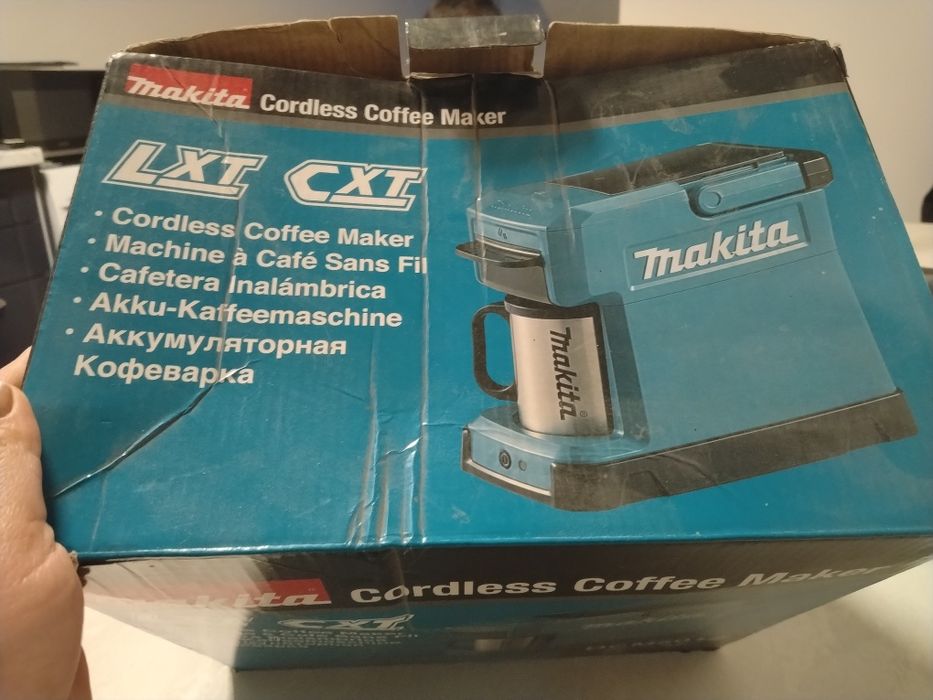 makita Cordless Coffee Maker
LXT CXT
• Cordless Coffee Maker
• Machine à Café Sans Fil
• Cafetera Inalámbrica
• Akku-Kaffeemaschine
• Аккумуляторная
Кофеварка
makita
makita®
makita Cordless Coffee Maker
CXT